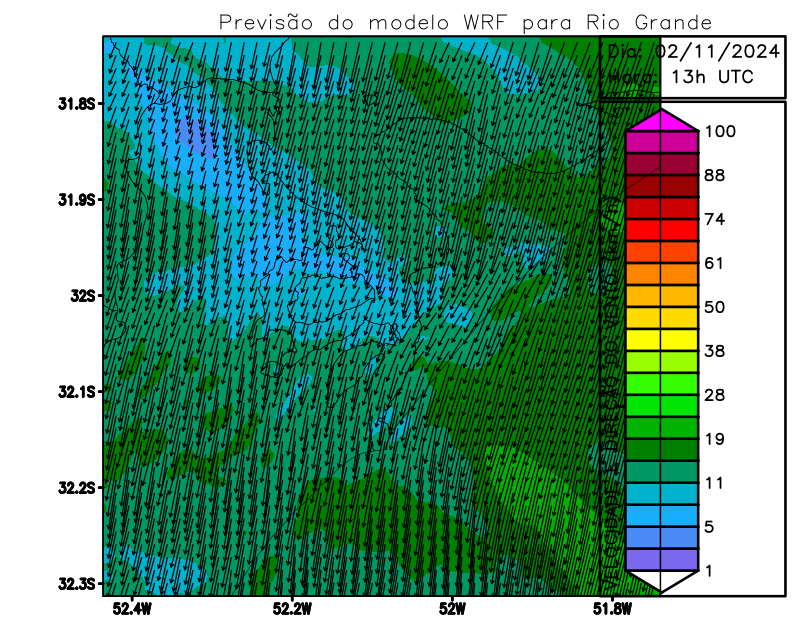 Previsão do modelo WRF para Rio Grande
Dia: 02/11/2024
Hora: 13h UTC
31.8S
31.9S
32S
32.1S
32.2S
32.3S
52.4W
52.2W
52W
51.8W
VELOCIDADE E DIREÇÃO DO VENTO (km/h)
100
88
74
61
50
38
28
19
11
5
1